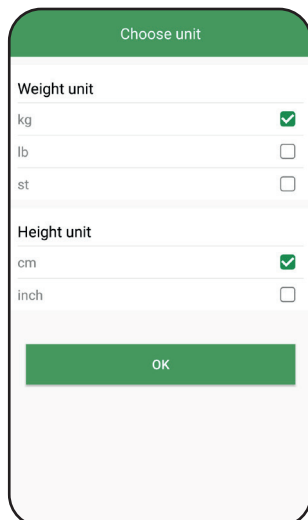 Choose unit
Weight unit
kg
lb
st
Height unit
cm
inch
OK